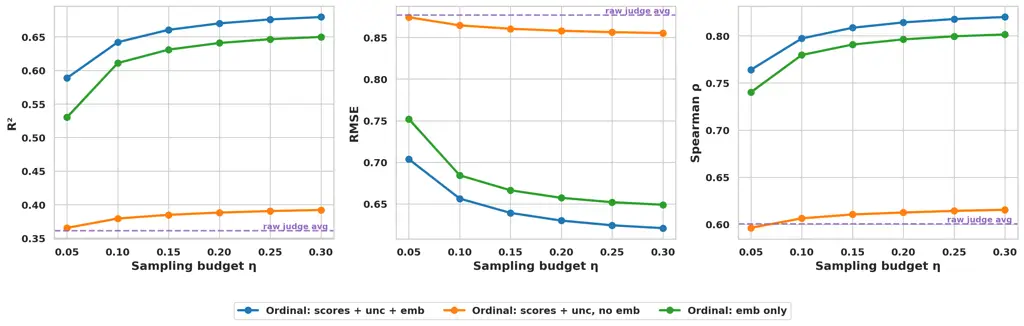 R²
0.65
0.60
0.55
0.50
0.45
0.40
0.35
raw judge avg
0.05 0.10 0.15 0.20 0.25 0.30
Sampling budget η
RMSE
0.85
0.80
0.75
0.70
0.65
raw judge avg
0.05 0.10 0.15 0.20 0.25 0.30
Sampling budget η
Spearman ρ
0.80
0.75
0.70
0.65
0.60
raw judge avg
0.05 0.10 0.15 0.20 0.25 0.30
Sampling budget η
Ordinal: scores + unc + emb Ordinal: scores + unc, no emb Ordinal: emb only